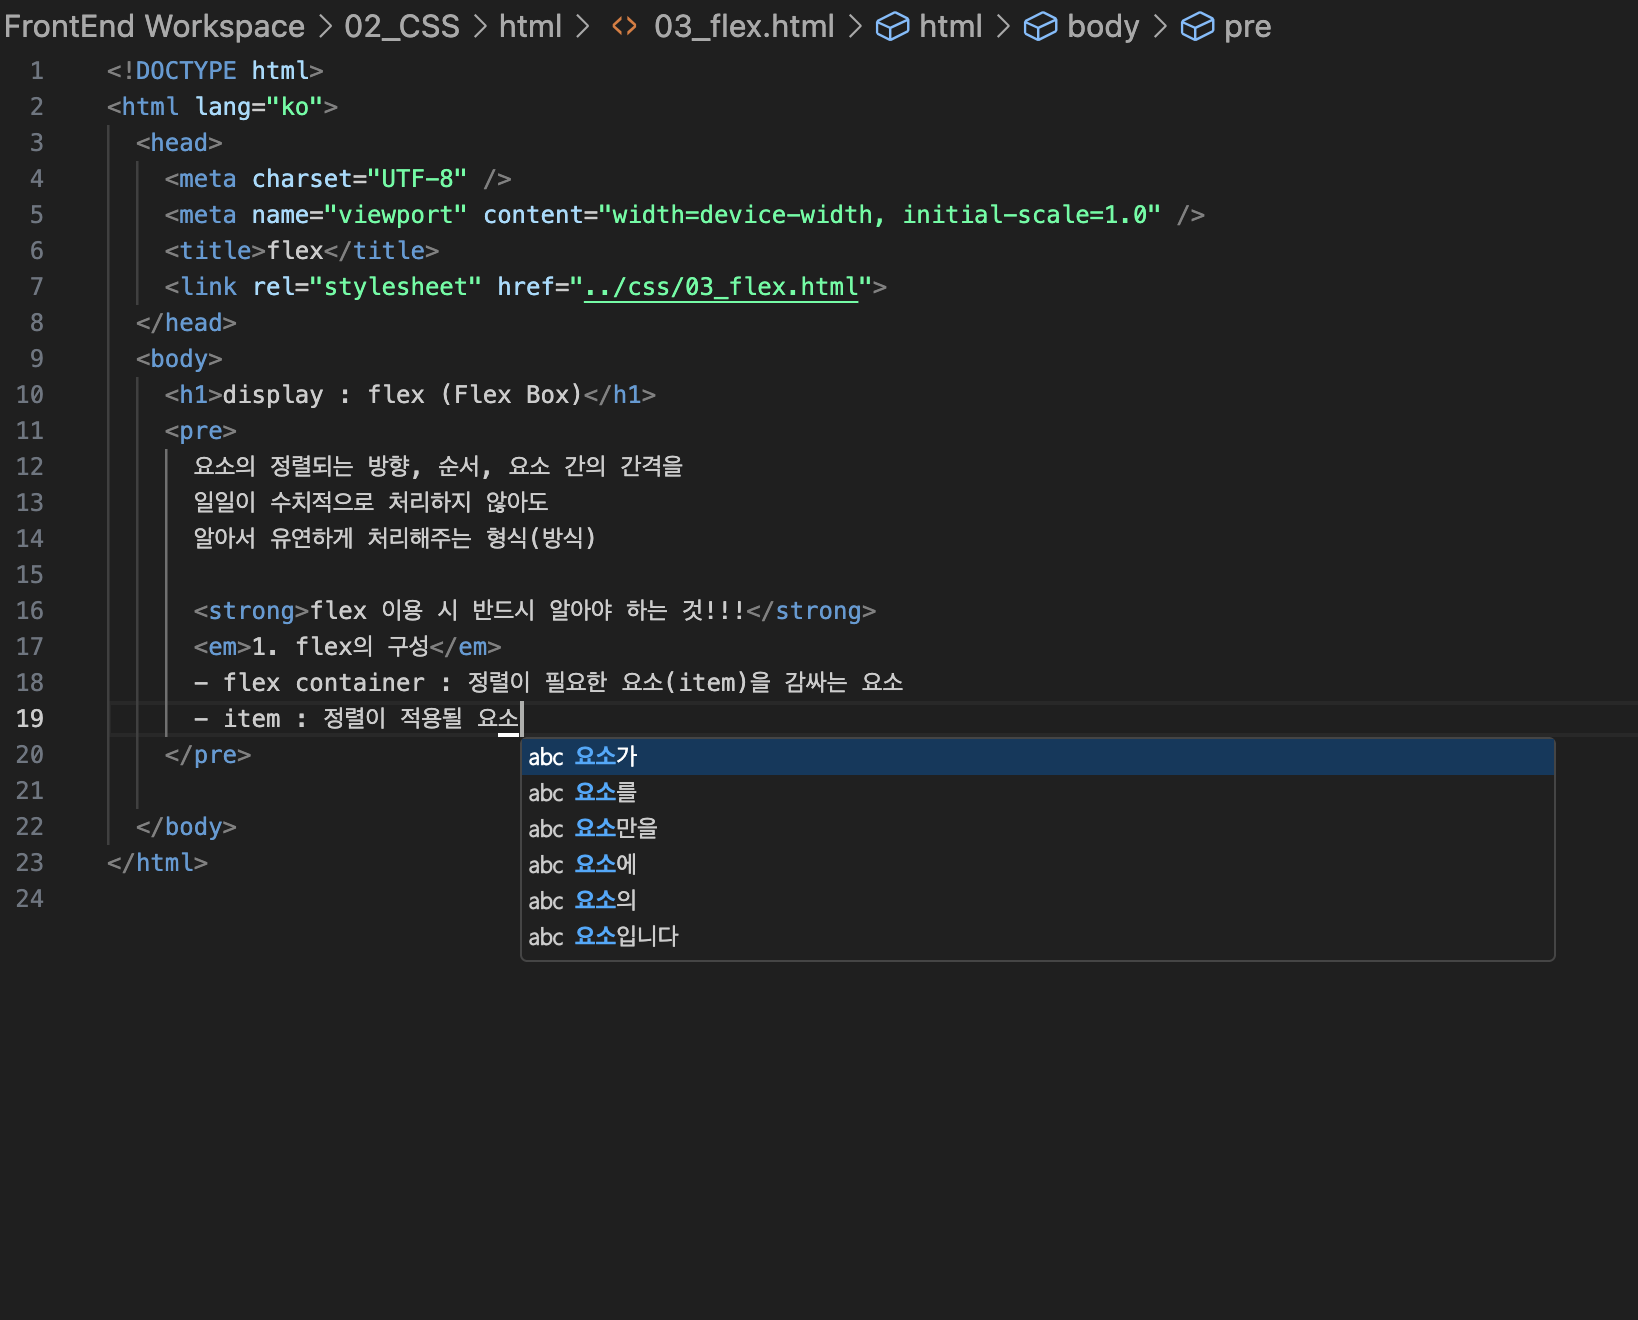 FrontEnd Workspace > 02_CSS > html > <> 03_flex.html > html > body > pre
1 <!DOCTYPE html>
2 <html lang="ko">
3 <head>
4 <meta charset="UTF-8" />
5 <meta name="viewport" content="width=device-width, initial-scale=1.0" />
6 <title>flex</title>
7 <link rel="stylesheet" href="../css/03_flex.html">
8 </head>
9 <body>
10 <h1>display : flex (Flex Box)</h1>
11 <pre>
12 요소의 정렬되는 방향, 순서, 요소 간의 간격을
13 일일이 수치적으로 처리하지 않아도
14 알아서 유연하게 처리해주는 형식(방식)
15
16 <strong>flex 이용 시 반드시 알아야 하는 것!!!</strong>
17 <em>1. flex의 구성</em>
18 - flex container : 정렬이 필요한 요소(item)을 감싸는 요소
19 - item : 정렬이 적용될 요소
20 </pre>
abc 요소가
21
abc 요소를
22 </body>
abc 요소만을
23 </html>
abc 요소에
24
abc 요소의
abc 요소입니다